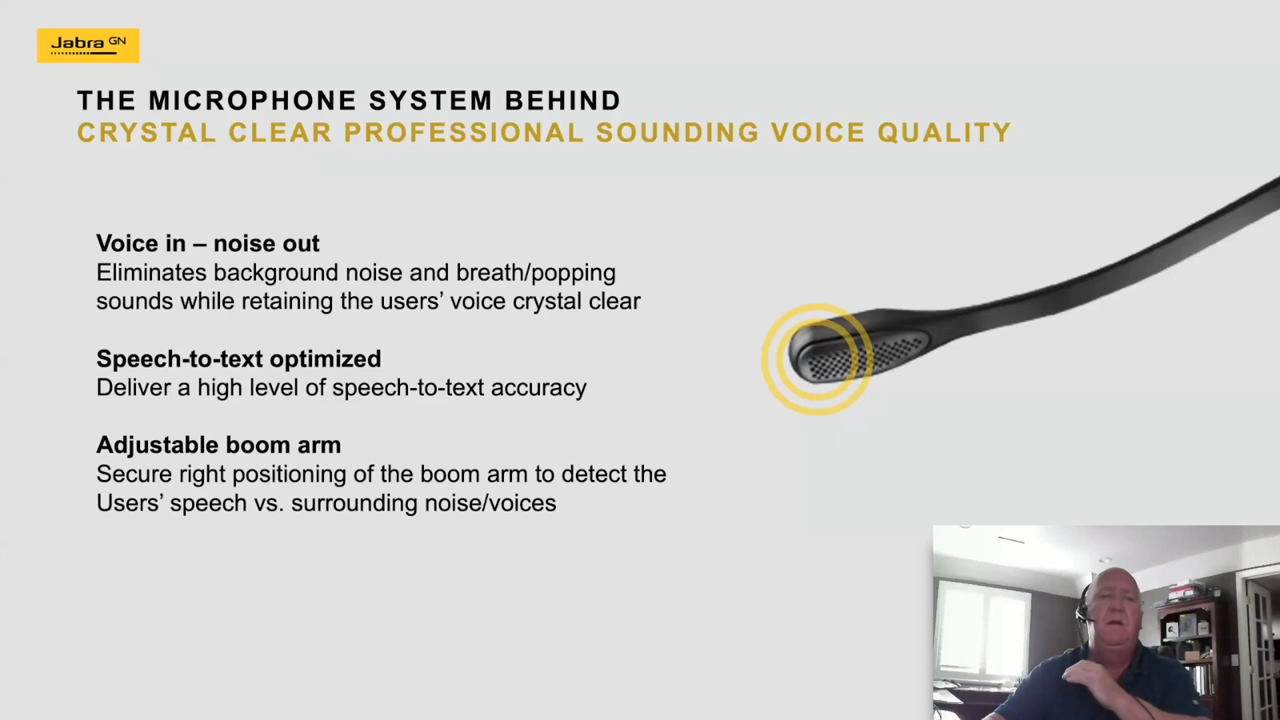 Jabra GN
THE MICROPHONE SYSTEM BEHIND
CRYSTAL CLEAR PROFESSIONAL SOUNDING VOICE QUALITY
Voice in – noise out
Eliminates background noise and breath/popping
sounds while retaining the users’ voice crystal clear
Speech-to-text optimized
Deliver a high level of speech-to-text accuracy
Adjustable boom arm
Secure right positioning of the boom arm to detect the
Users’ speech vs. surrounding noise/voices